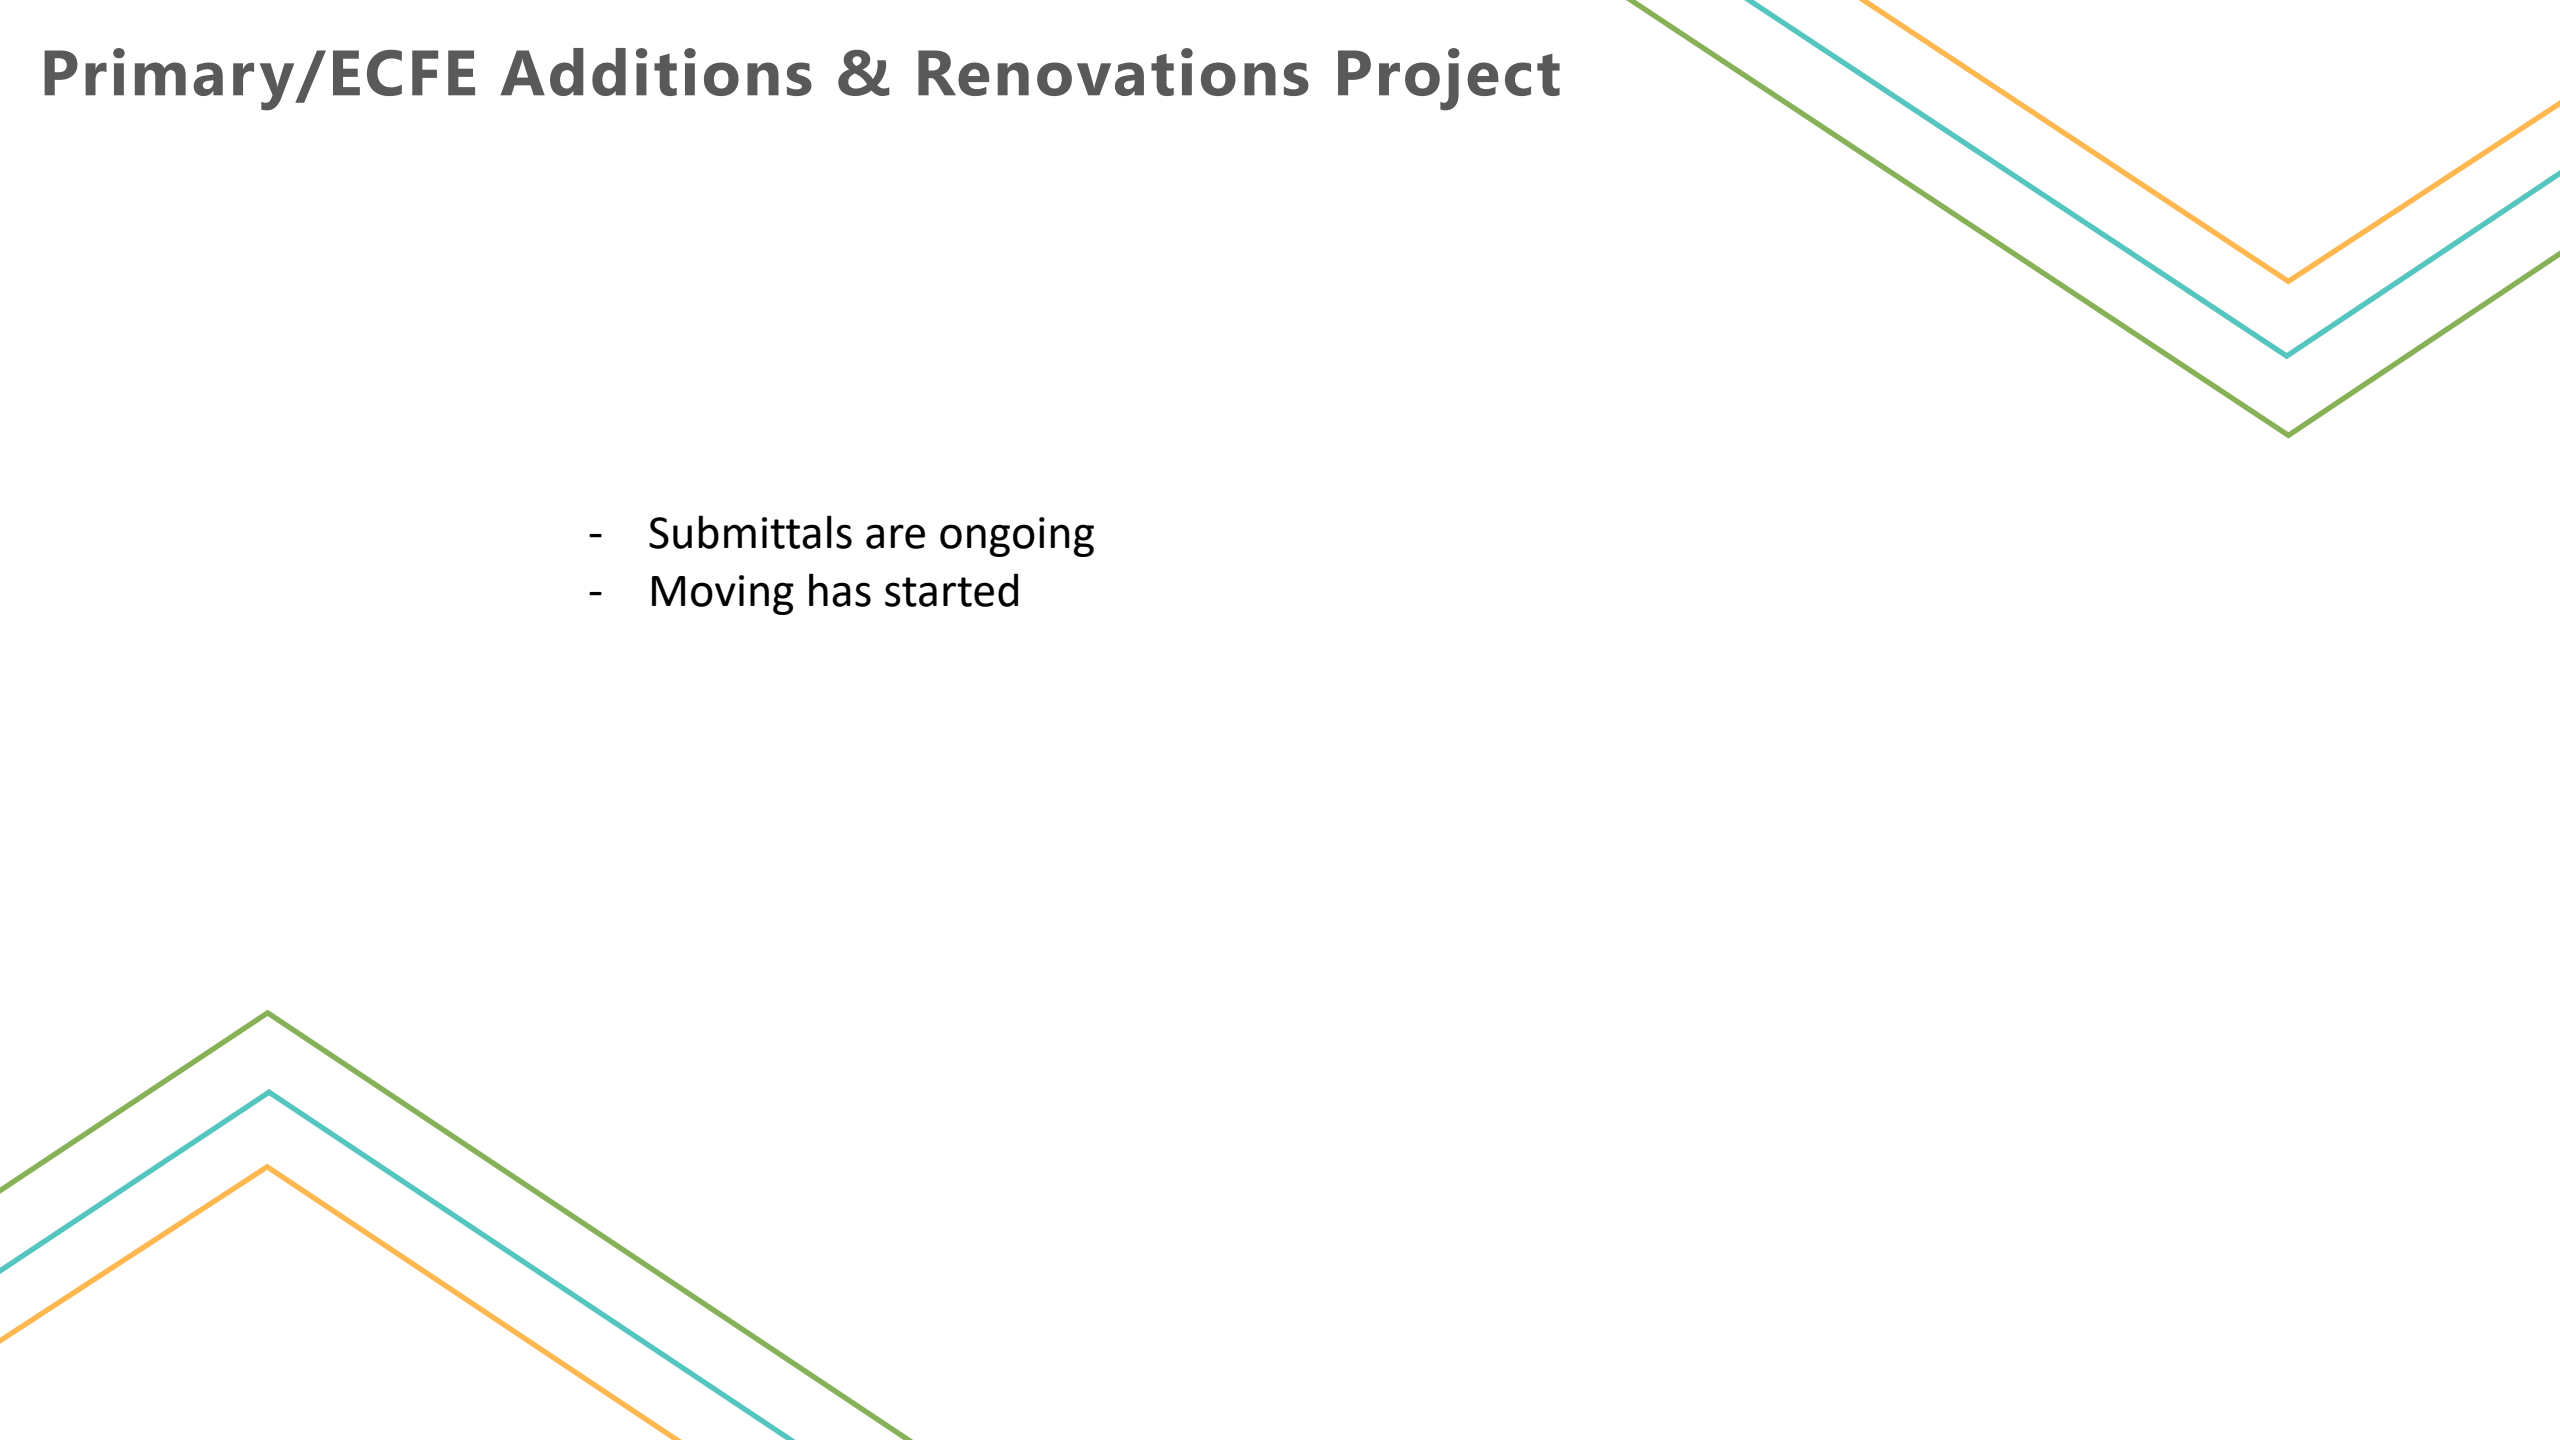 Primary/ECFE Additions & Renovations Project
- Submittals are ongoing
- Moving has started